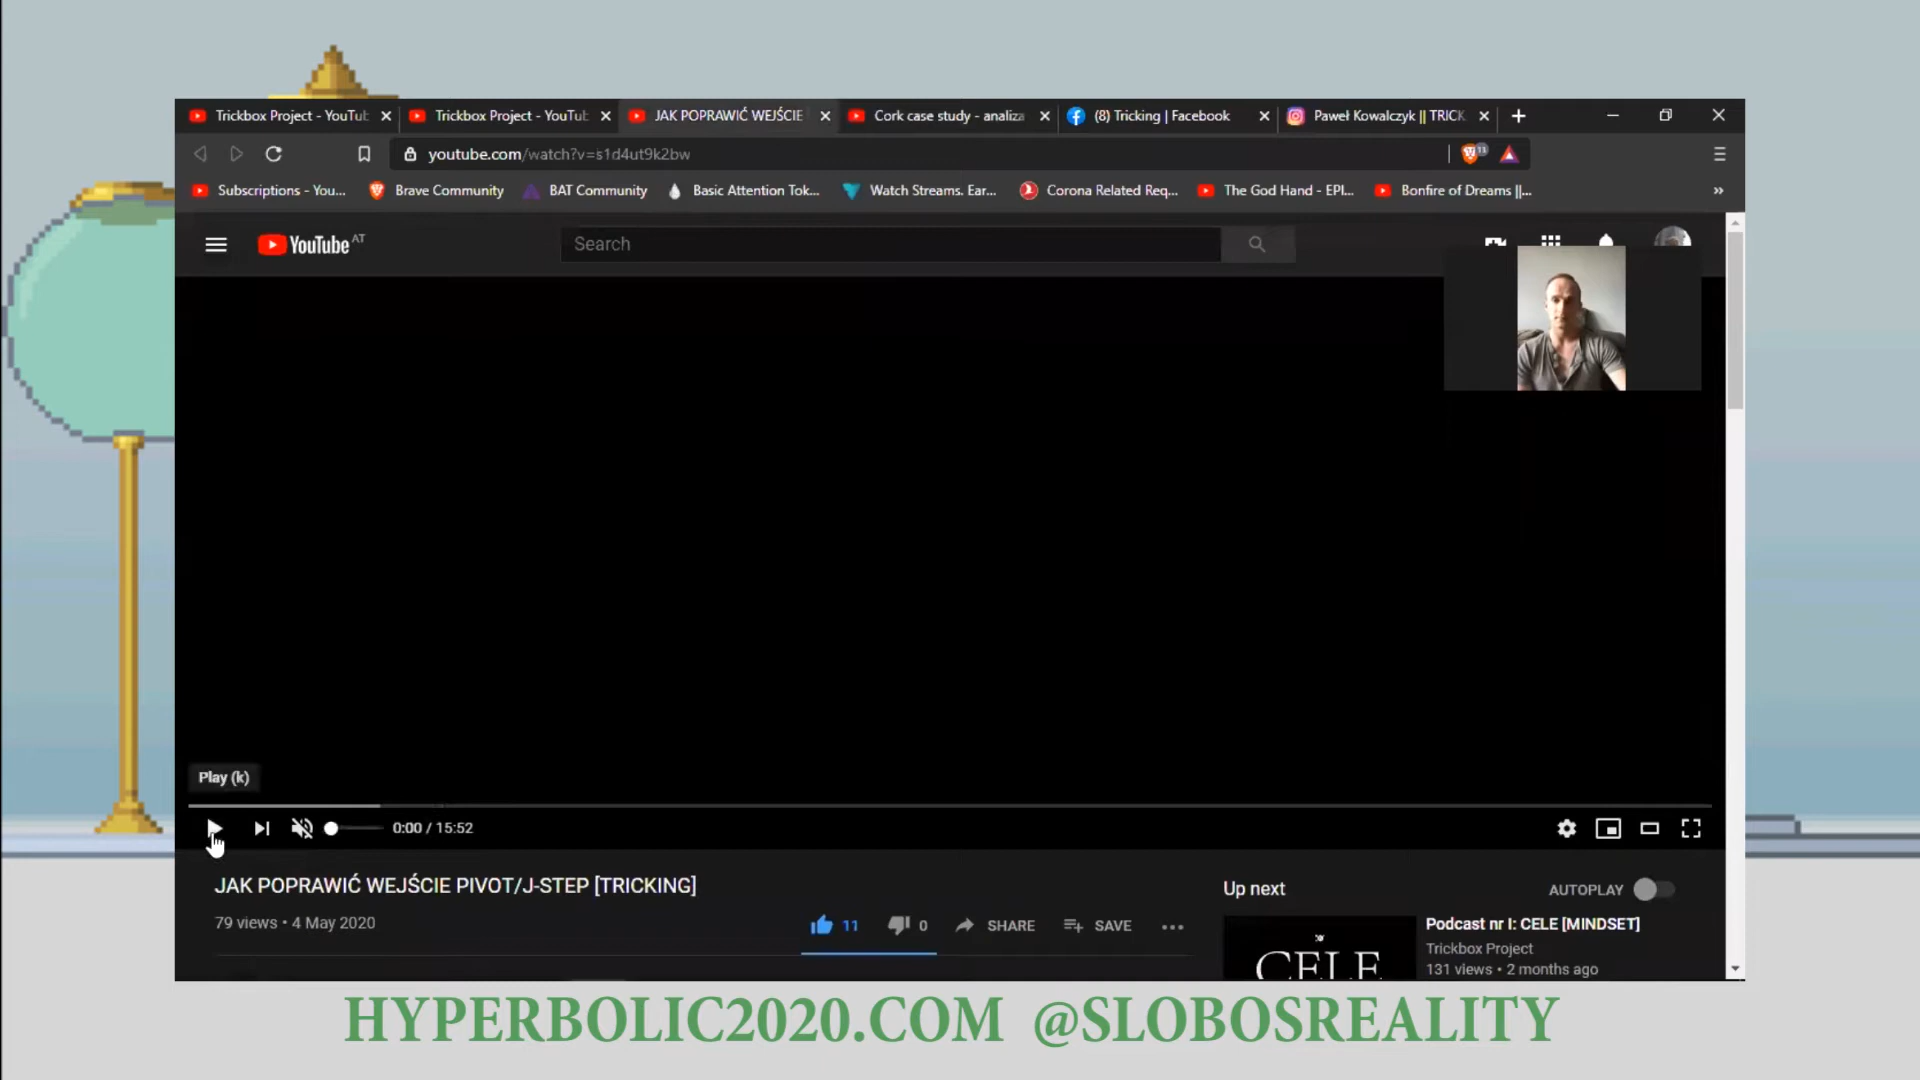 Trickbox Project - YouTub
Trickbox Project - YouTub
JAK POPRAWIĆ WEJŚCIE
Cork case study - analiza
(8) Tricking | Facebook
Paweł Kowalczyk || TRICK
youtube.com/watch?v=s1d4ut9k2bw
11
Subscriptions - You...
Brave Community
BAT Community
Basic Attention Tok...
Watch Streams. Ear...
Corona Related Req...
The God Hand - EPI...
Bonfire of Dreams ||...
YouTube AT
Search
Play (k)
0:00 / 15:52
JAK POPRAWIĆ WEJŚCIE PIVOT/J-STEP [TRICKING]
79 views • 4 May 2020
11
0
SHARE
SAVE
Up next
AUTOPLAY
CELE
Podcast nr I: CELE [MINDSET]
Trickbox Project
131 views • 2 months ago
HYPERBOLIC2020.COM @SLOBOSREALITY